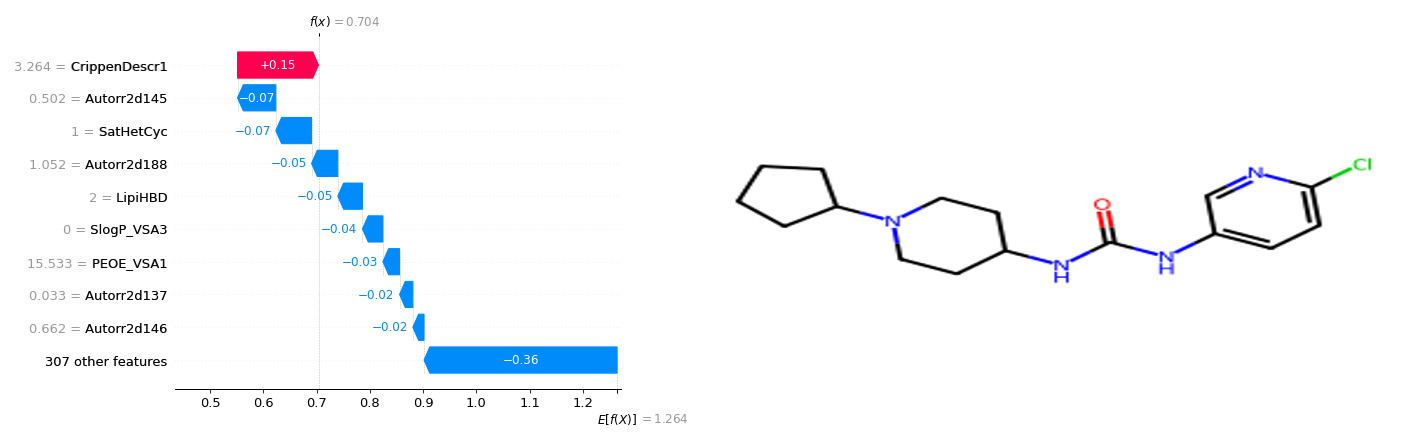 f(x) = 0.704
3.264 = CrippenDescr1
+0.15
0.502 = Autorr2d145
−0.07
1 = SatHetCyc
−0.07
1.052 = Autorr2d188
−0.05
2 = LipiHBD
−0.05
0 = SlogP_VSA3
−0.04
15.533 = PEOE_VSA1
−0.03
0.033 = Autorr2d137
−0.02
0.662 = Autorr2d146
−0.02
307 other features
−0.36
0.5 0.6 0.7 0.8 0.9 1.0 1.1 1.2
E[f(X)] = 1.264
Cl
N
O
N
N
H
N
H